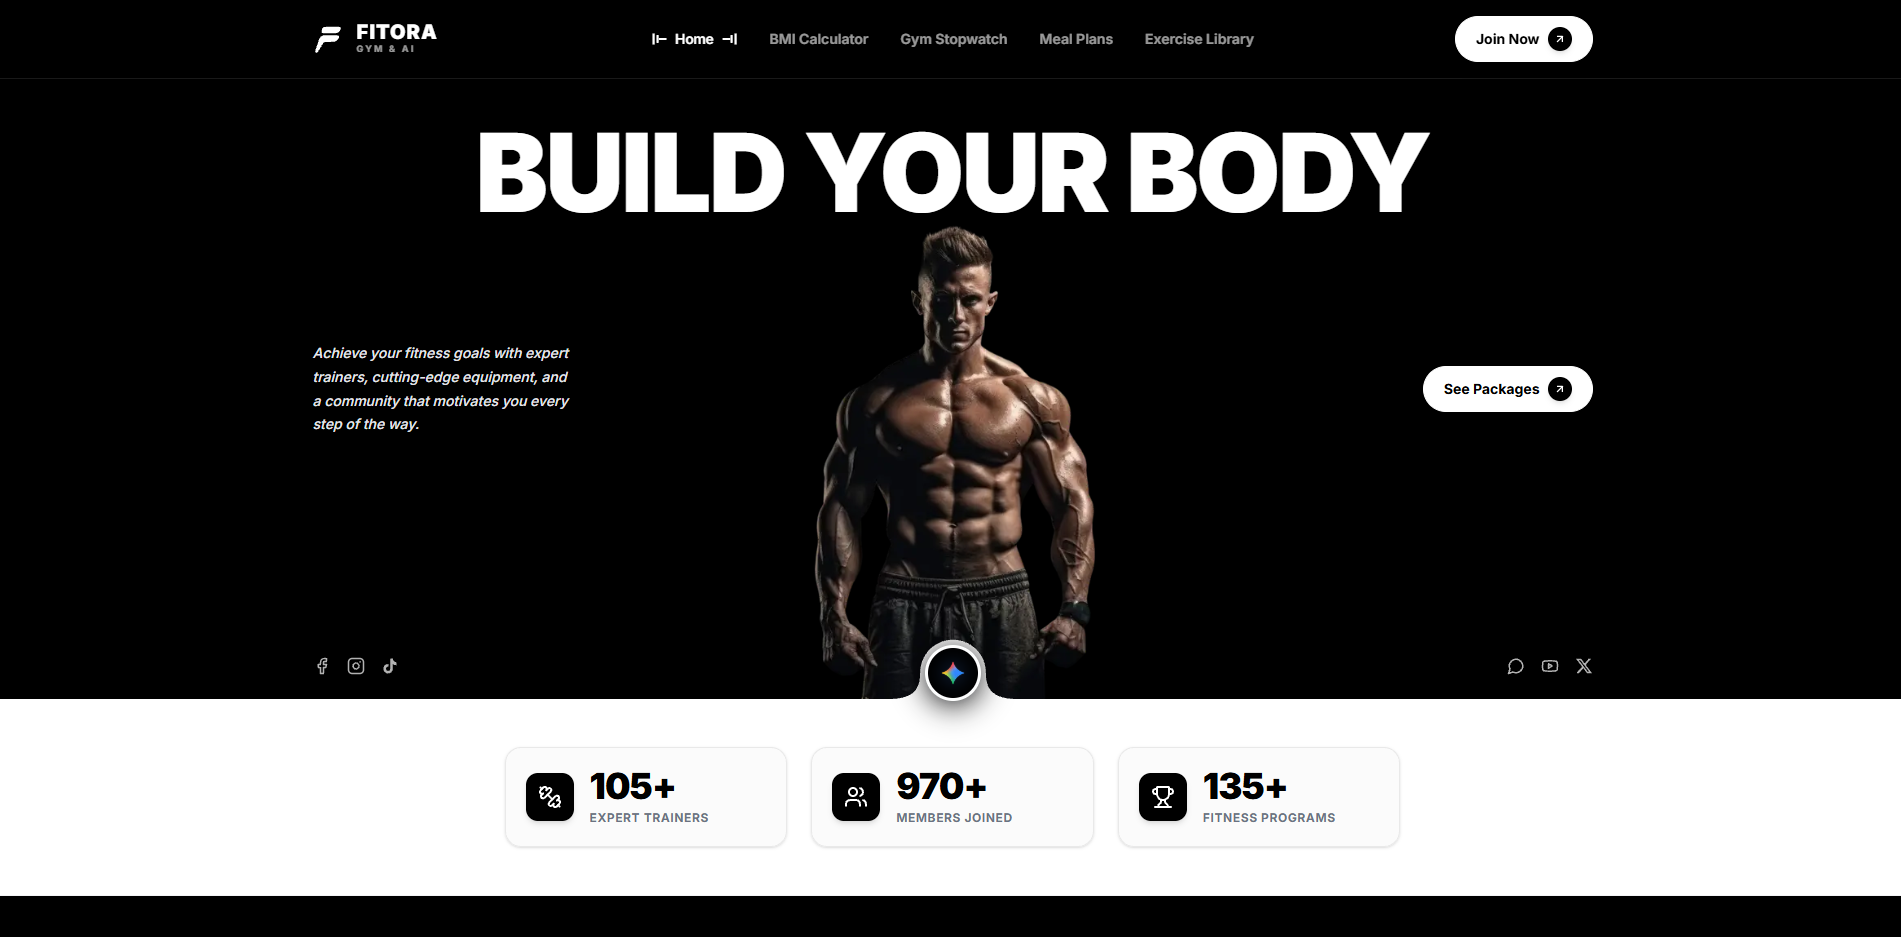 FITORA
GYM & AI
Home
BMI Calculator
Gym Stopwatch
Meal Plans
Exercise Library
Join Now
BUILD YOUR BODY
Achieve your fitness goals with expert
trainers, cutting-edge equipment, and
a community that motivates you every
step of the way.
See Packages
105+
EXPERT TRAINERS
970+
MEMBERS JOINED
135+
FITNESS PROGRAMS